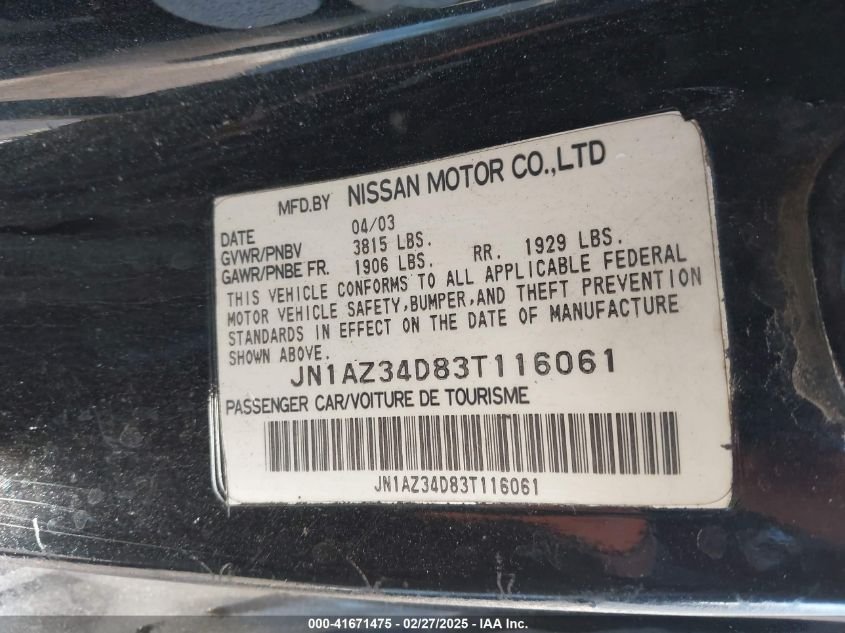 MFD.BY NISSAN MOTOR CO.,LTD
DATE 04/03
GVWR/PNBV 3815 LBS.
GAWR/PNBE FR. 1906 LBS. RR. 1929 LBS.
THIS VEHICLE CONFORMS TO ALL APPLICABLE FEDERAL
MOTOR VEHICLE SAFETY,BUMPER,AND THEFT PREVENTION
STANDARDS IN EFFECT ON THE DATE OF MANUFACTURE
SHOWN ABOVE.
JN1AZ34D83T116061
PASSENGER CAR/VOITURE DE TOURISME
JN1AZ34D83T116061
000-41671475 — 02/27/2025 — IAA Inc.